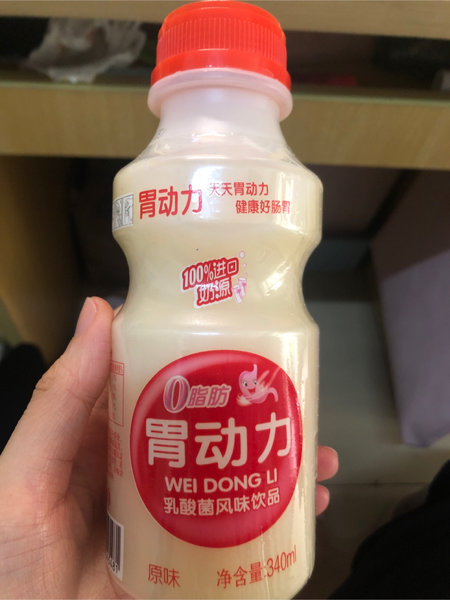 胃动力
天天胃动力
健康好肠胃
100%进口
奶源
0脂肪
胃动力
WEI DONG LI
乳酸菌风味饮品
原味
净含量:340ml